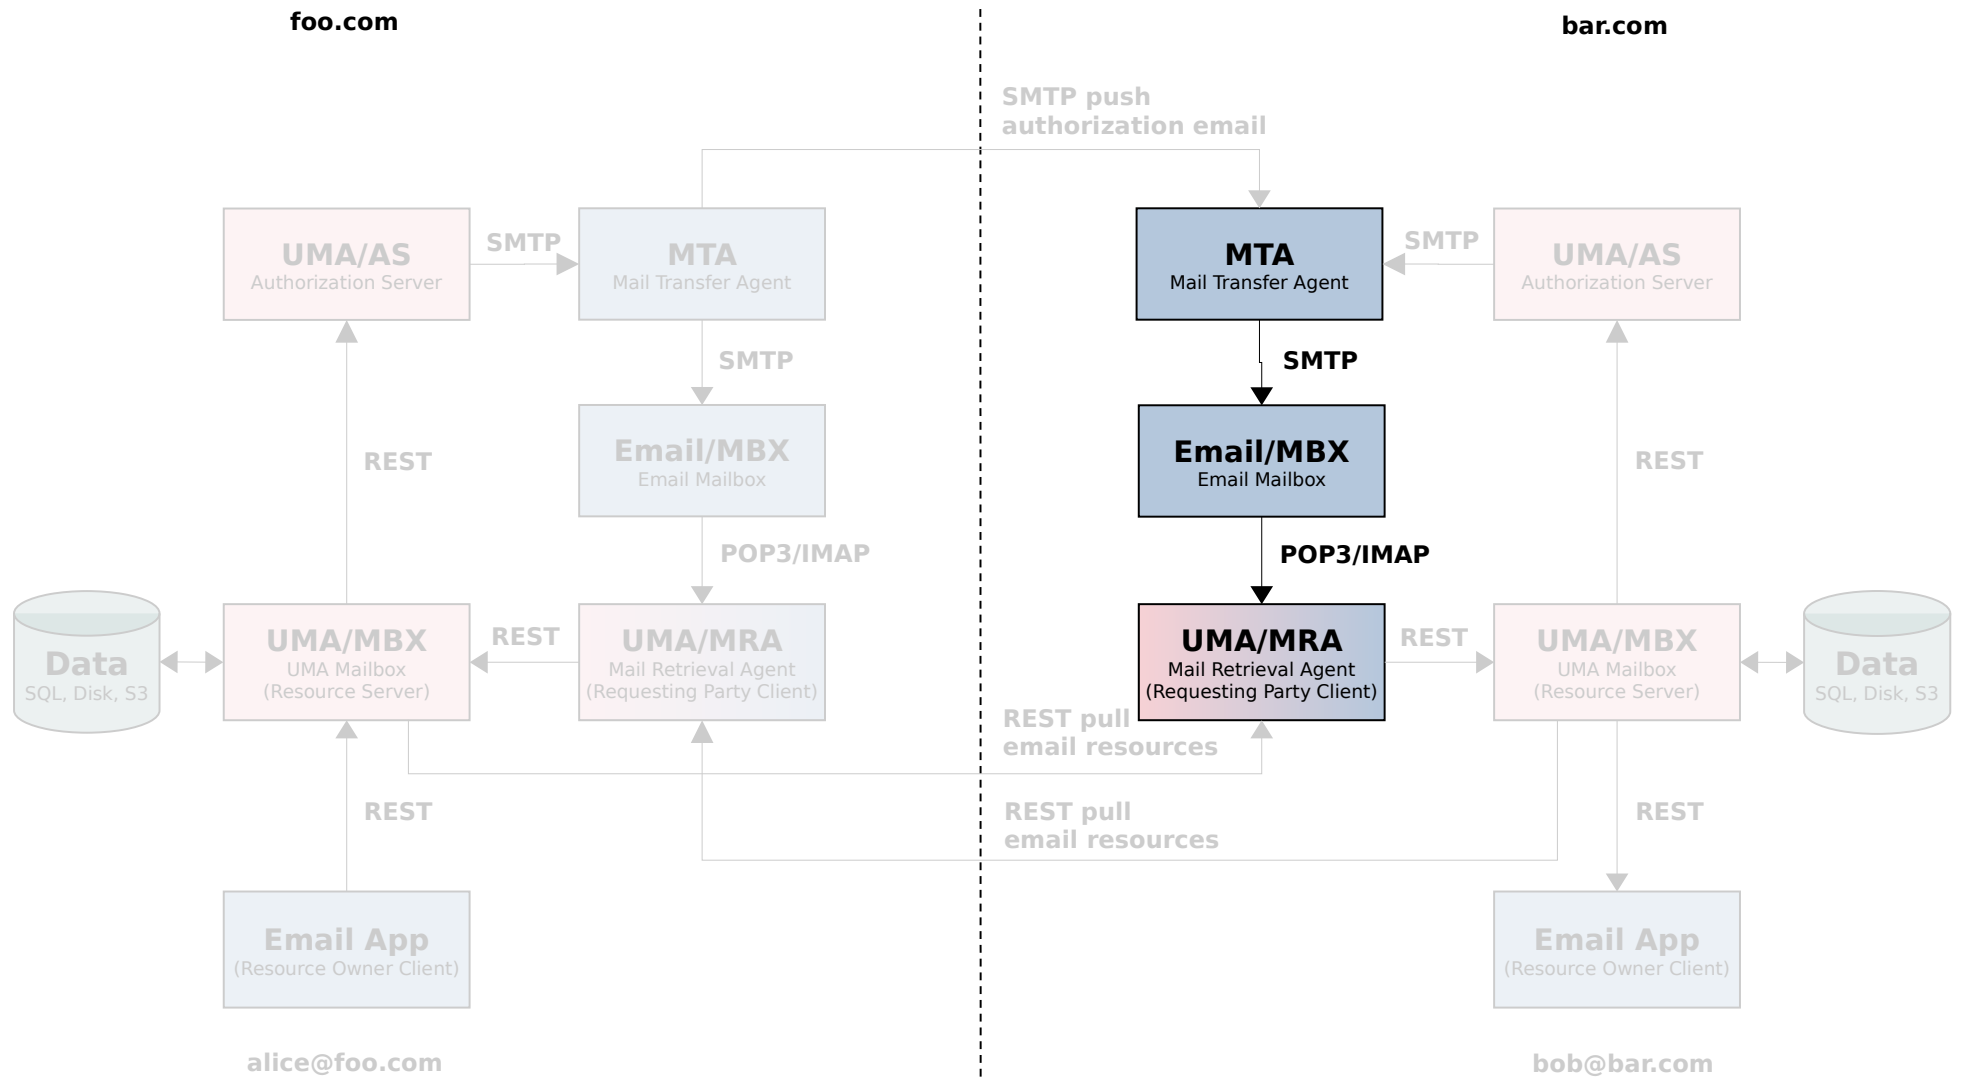 foo.com
bar.com
SMTP push
authorization email
UMA/AS
Authorization Server
SMTP
MTA
Mail Transfer Agent
MTA
Mail Transfer Agent
SMTP
UMA/AS
Authorization Server
SMTP
SMTP
REST
Email/MBX
Email Mailbox
Email/MBX
Email Mailbox
REST
POP3/IMAP
POP3/IMAP
Data
SQL, Disk, S3
UMA/MBX
UMA Mailbox
(Resource Server)
REST
UMA/MRA
Mail Retrieval Agent
(Requesting Party Client)
UMA/MRA
Mail Retrieval Agent
(Requesting Party Client)
REST
UMA/MBX
UMA Mailbox
(Resource Server)
Data
SQL, Disk, S3
REST pull
email resources
REST
REST pull
email resources
REST
Email App
(Resource Owner Client)
Email App
(Resource Owner Client)
alice@foo.com
bob@bar.com